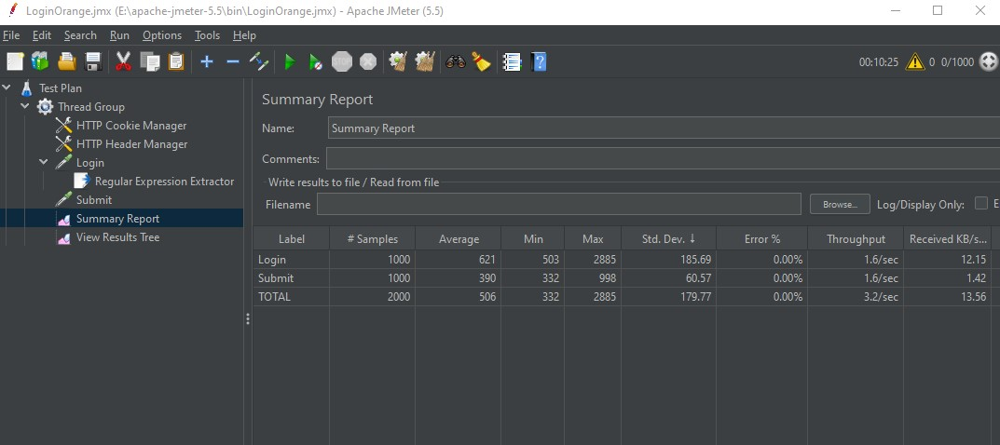 LoginOrange.jmx (E:\apache-jmeter-5.5\bin\LoginOrange.jmx) - Apache JMeter (5.5)
File Edit Search Run Options Tools Help
STOP
00:10:25 0 0/1000
Test Plan
Thread Group
HTTP Cookie Manager
HTTP Header Manager
Login
Regular Expression Extractor
Submit
Summary Report
View Results Tree
Summary Report
Name: Summary Report
Comments:
Write results to file / Read from file
Filename Browse... Log/Display Only: E
Label # Samples Average Min Max Std. Dev. ↓ Error % Throughput Received KB/s...
Login 1000 621 503 2885 185.69 0.00% 1.6/sec 12.15
Submit 1000 390 332 998 60.57 0.00% 1.6/sec 1.42
TOTAL 2000 506 332 2885 179.77 0.00% 3.2/sec 13.56